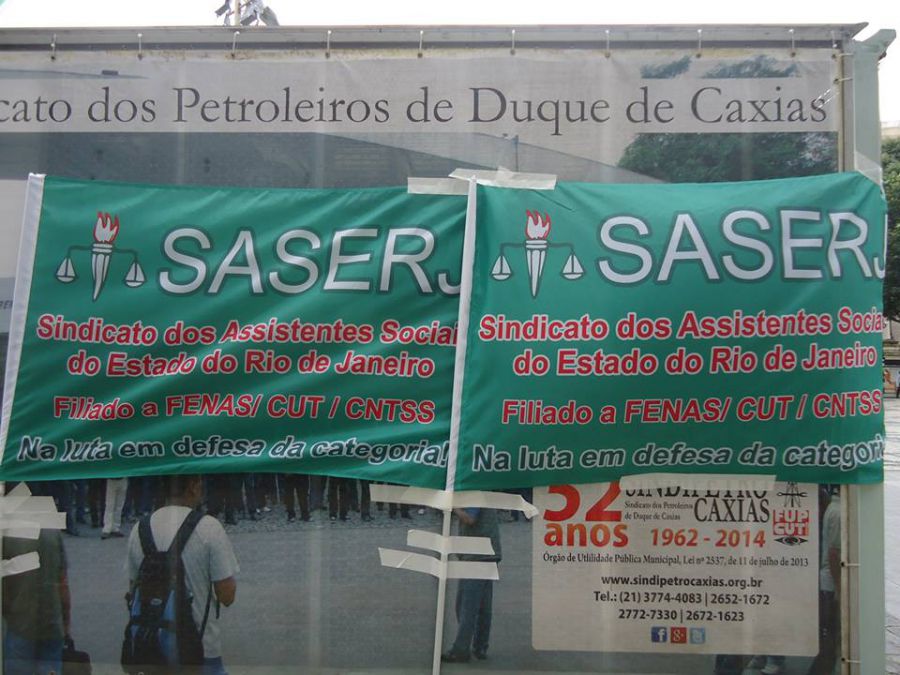 cato dos Petroleiros de Duque de Caxias
SASERJ
Sindicato dos Assistentes Sociai
do Estado do Rio de Janeiro
Filiado a FENAS/ CUT / CNTSS
Na luta em defesa da categoria!
SASERJ
Sindicato dos Assistentes Sociai
do Estado do Rio de Janeiro
Filiado a FENAS/ CUT / CNTSS
Na luta em defesa da categoria
52 anos
SINDIPETRO
Sindicato dos Petroleiros
de Duque de Caxias
CAXIAS
1962 - 2014
FUP
CUT
Órgão de Utlilidade Pública Municipal, Lei nº 2537, de 11 de julho de 2013
www.sindipetrocaxias.org.br
Tel.: (21) 3774-4083 | 2652-1672
2772-7330 | 2672-1623